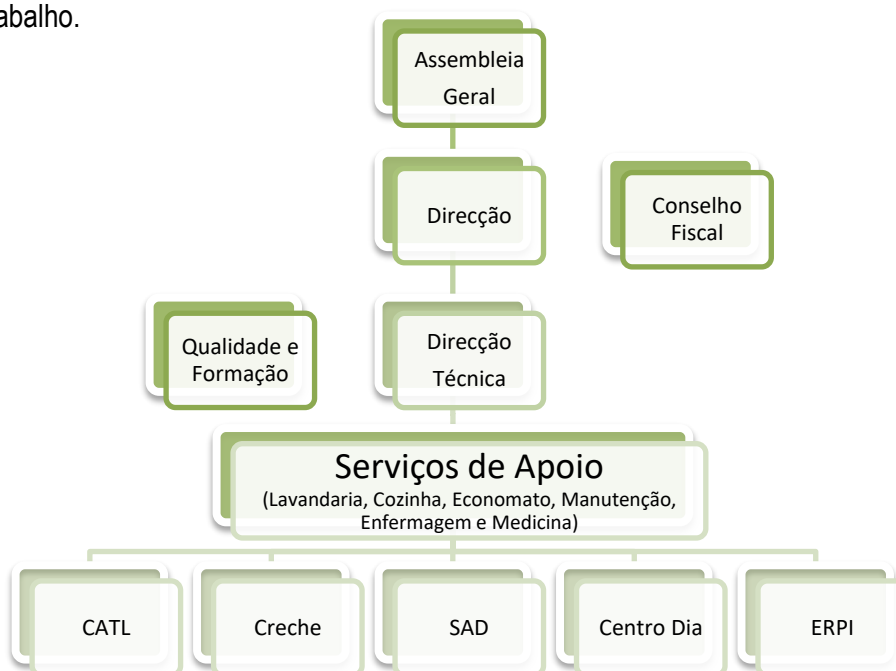 abalho.
Assembleia
Geral
Direcção
Conselho
Fiscal
Qualidade e
Formação
Direcção
Técnica
Serviços de Apoio
(Lavandaria, Cozinha, Economato, Manutenção,
Enfermagem e Medicina)
CATL
Creche
SAD
Centro Dia
ERPI